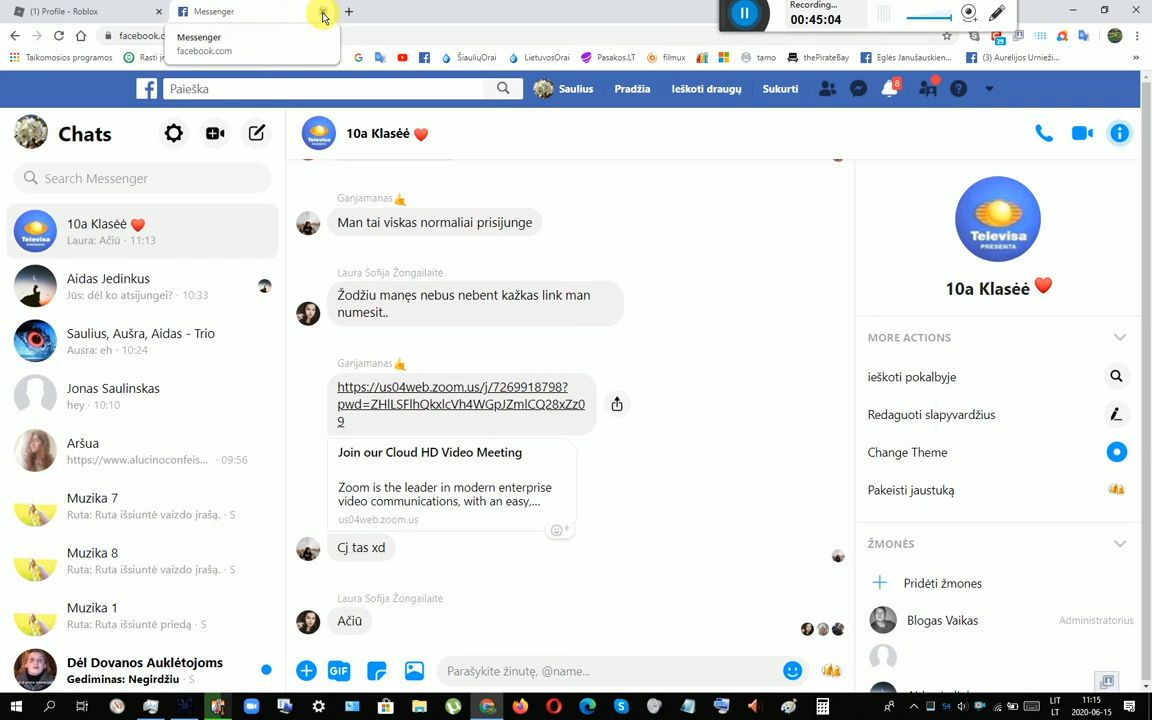 (1) Profile - Roblox
Messenger
Recording...
00:45:04
Messenger
facebook.com
facebook.c
Taikomosios programos
Rasti į
ŠiauliųOrai
LietuvosOrai
Pasakos.LT
filmux
tamo
thePirateBay
Eglės Janušauskien...
(3) Aurelijus Urnieži...
Paieška
Saulius
Pradžia
Ieškoti draugų
Sukurti
8
Chats
10a Klasėė ❤️
Search Messenger
10a Klasėė ❤️
Laura: Ačiū · 11:13
Aidas Jedinkus
Jūs: dėl ko atsijungei? · 10:33
Saulius, Aušra, Aidas - Trio
Ausra: eh · 10:24
Jonas Saulinskas
hey · 10:10
Aršua
https://www.alucinoconfeis... · 09:56
Muzika 7
Ruta: Ruta išsiuntė vaizdo įrašą. · S
Muzika 8
Ruta: Ruta išsiuntė vaizdo įrašą. · S
Muzika 1
Ruta: Ruta išsiuntė priedą · S
Dėl Dovanos Auklėtojoms
Gediminas: Negirdžiu · S
Ganjamanas🤙
Man tai viskas normaliai prisijunge
Laura Sofija Žongailaitė
Žodžiu manęs nebus nebent kažkas link man
numesit..
Ganjamanas🤙
https://us04web.zoom.us/j/7269918798?
pwd=ZHlLSFlhQkxlcVh4WGpJZmlCQ28xZz0
9
Join our Cloud HD Video Meeting
Zoom is the leader in modern enterprise
video communications, with an easy,...
us04web.zoom.us
Cj tas xd
Laura Sofija Žongailaitė
Ačiū
GIF
Parašykite žinutę, @name...
Televisa
PRESENTA
10a Klasėė ❤️
MORE ACTIONS
ieškoti pokalbyje
Redaguoti slapyvardžius
Change Theme
Pakeisti jaustuką
ŽMONĖS
Pridėti žmones
Blogas Vaikas
Administratorius
54
LIT
LT
11:15
2020-06-15